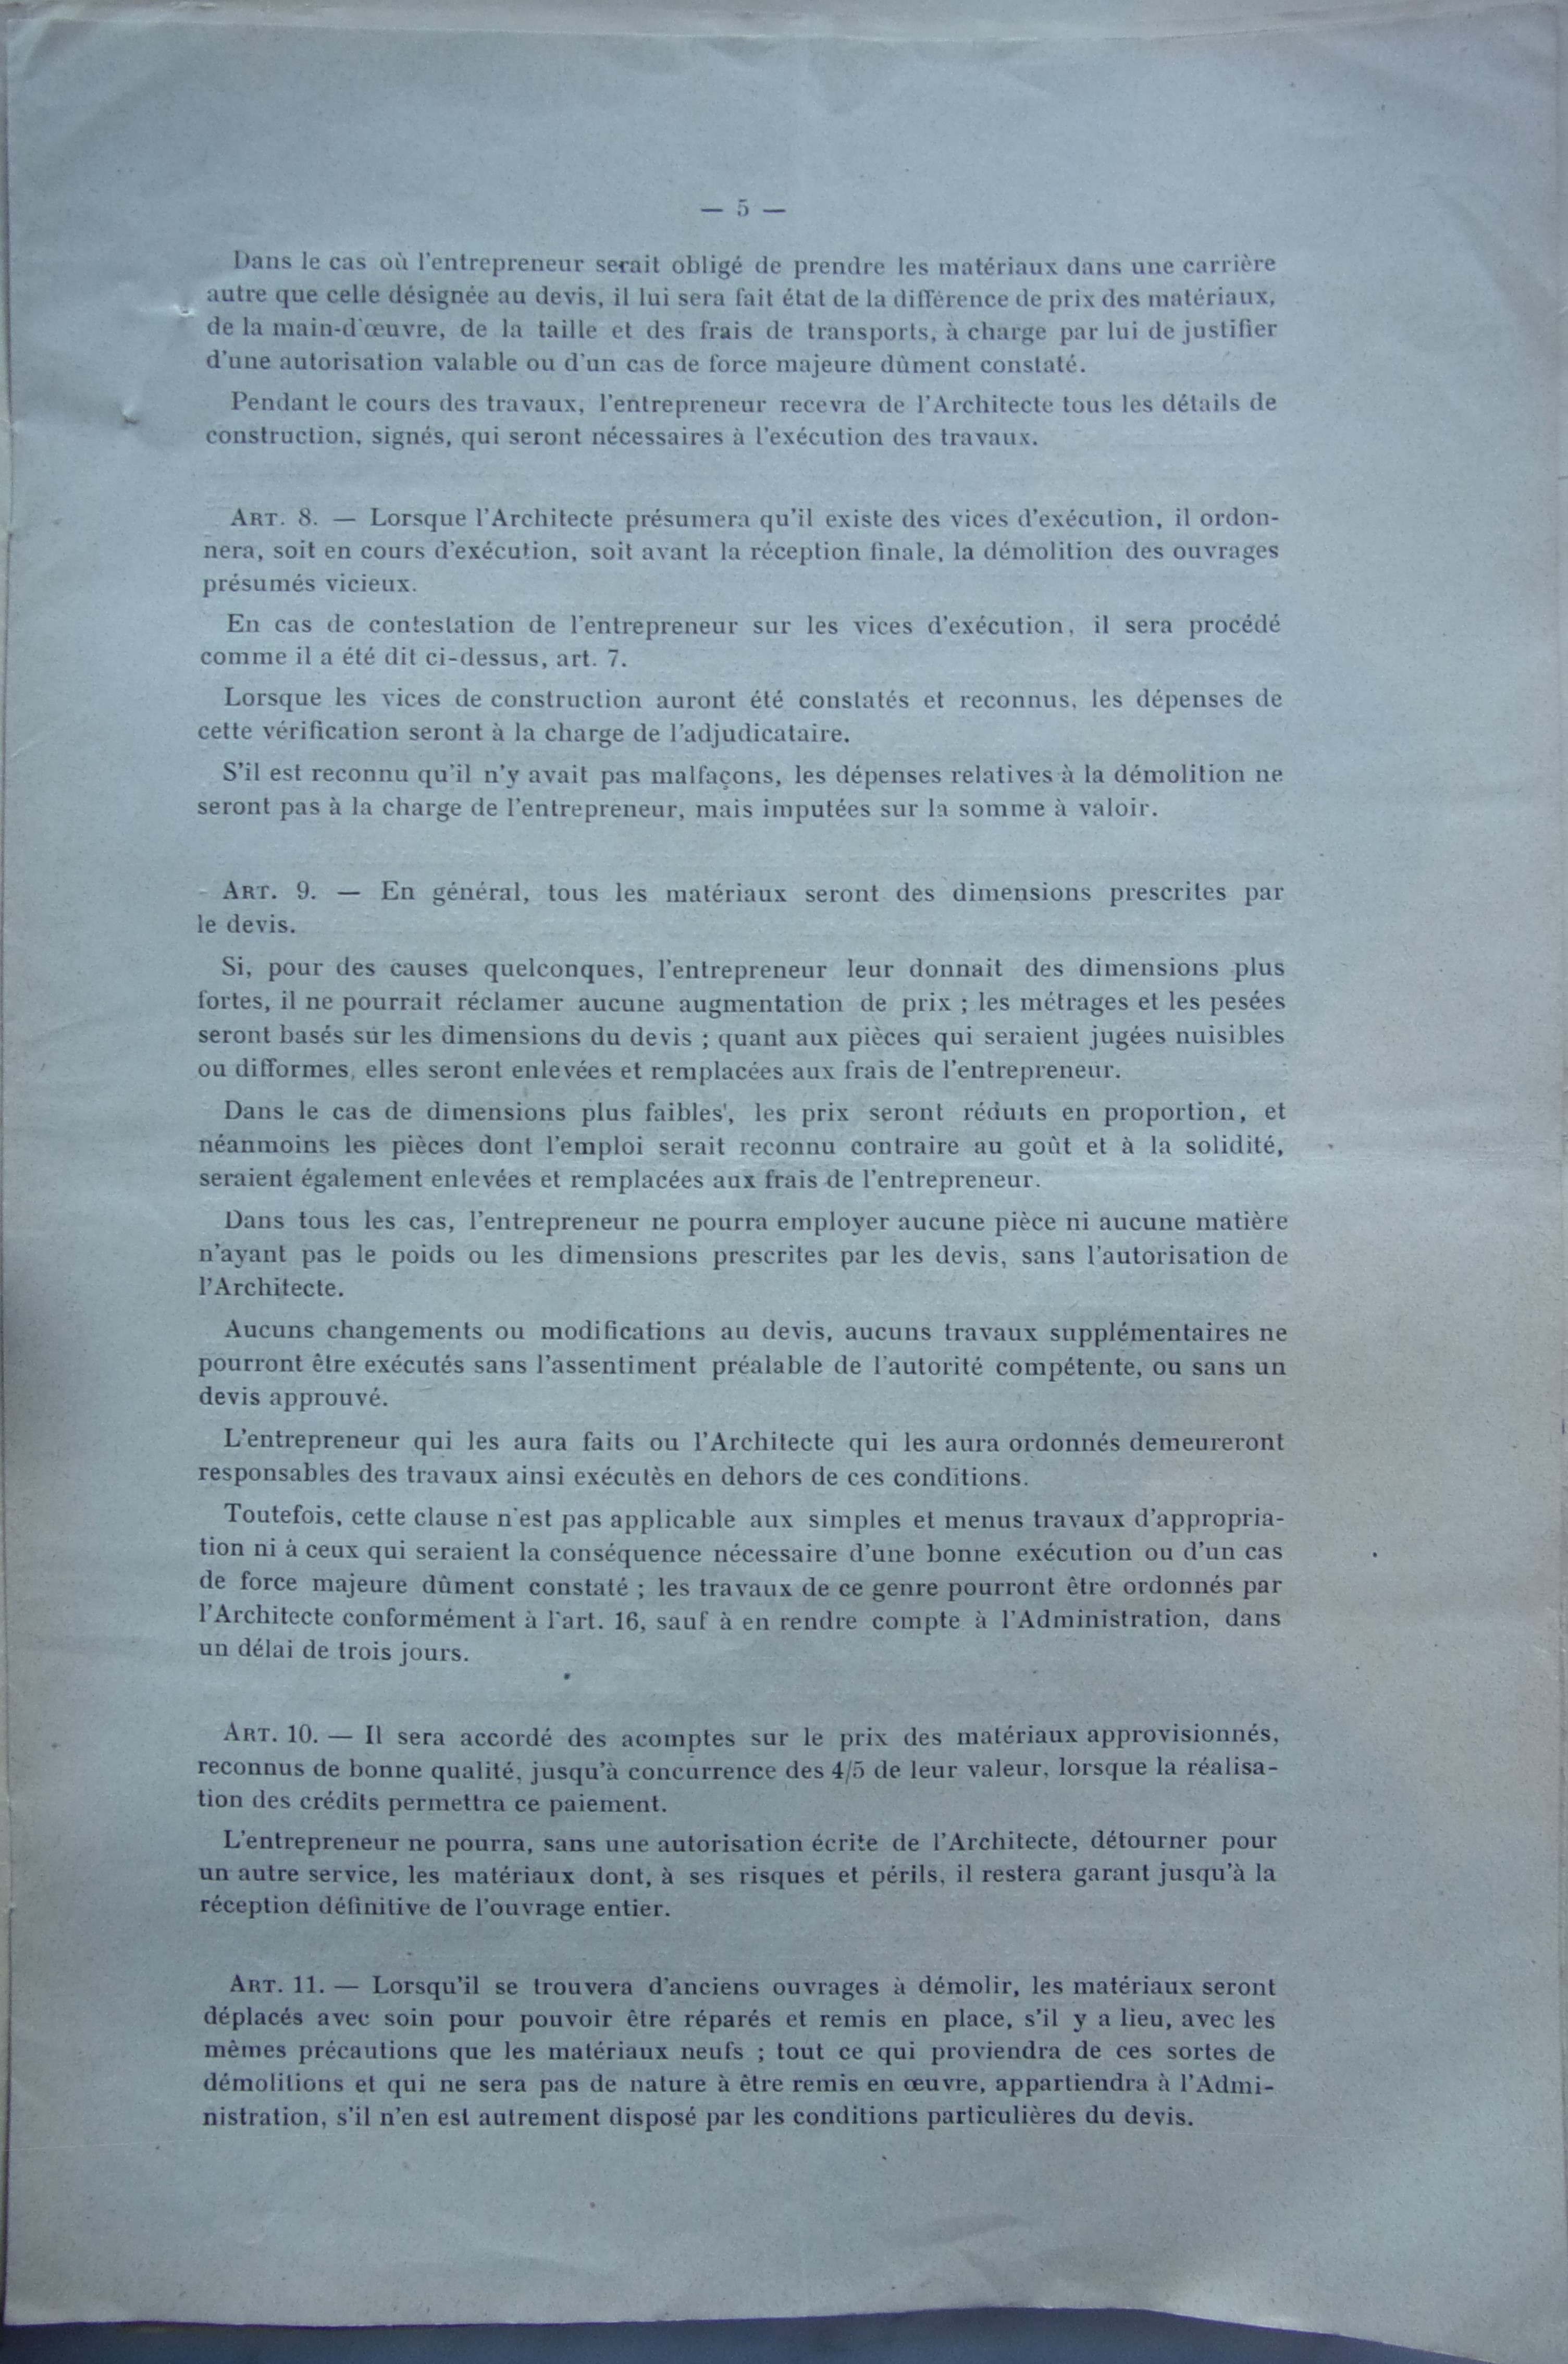 — 5 —
Dans le cas où l'entrepreneur serait obligé de prendre les matériaux dans une carrière
autre que celle désignée au devis, il lui sera fait état de la différence de prix des matériaux,
de la main-d'œuvre, de la taille et des frais de transports, à charge par lui de justifier
d'une autorisation valable ou d'un cas de force majeure dûment constaté.
Pendant le cours des travaux, l'entrepreneur recevra de l'Architecte tous les détails de
construction, signés, qui seront nécessaires à l'exécution des travaux.
ART. 8. — Lorsque l'Architecte présumera qu'il existe des vices d'exécution, il ordon-
nera, soit en cours d'exécution, soit avant la réception finale, la démolition des ouvrages
présumés vicieux.
En cas de contestation de l'entrepreneur sur les vices d'exécution, il sera procédé
comme il a été dit ci-dessus, art. 7.
Lorsque les vices de construction auront été constatés et reconnus, les dépenses de
cette vérification seront à la charge de l'adjudicataire.
S'il est reconnu qu'il n'y avait pas malfaçons, les dépenses relatives à la démolition ne
seront pas à la charge de l'entrepreneur, mais imputées sur la somme à valoir.
ART. 9. — En général, tous les matériaux seront des dimensions prescrites par
le devis.
Si, pour des causes quelconques, l'entrepreneur leur donnait des dimensions plus
fortes, il ne pourrait réclamer aucune augmentation de prix ; les métrages et les pesées
seront basés sur les dimensions du devis ; quant aux pièces qui seraient jugées nuisibles
ou difformes, elles seront enlevées et remplacées aux frais de l'entrepreneur.
Dans le cas de dimensions plus faibles', les prix seront réduits en proportion, et
néanmoins les pièces dont l'emploi serait reconnu contraire au goût et à la solidité,
seraient également enlevées et remplacées aux frais de l'entrepreneur.
Dans tous les cas, l'entrepreneur ne pourra employer aucune pièce ni aucune matière
n'ayant pas le poids ou les dimensions prescrites par les devis, sans l'autorisation de
l'Architecte.
Aucuns changements ou modifications au devis, aucuns travaux supplémentaires ne
pourront être exécutés sans l'assentiment préalable de l'autorité compétente, ou sans un
devis approuvé.
L'entrepreneur qui les aura faits ou l'Architecte qui les aura ordonnés demeureront
responsables des travaux ainsi exécutès en dehors de ces conditions.
Toutefois, cette clause n'est pas applicable aux simples et menus travaux d'appropria-
tion ni à ceux qui seraient la conséquence nécessaire d'une bonne exécution ou d'un cas
de force majeure dûment constaté ; les travaux de ce genre pourront être ordonnés par
l'Architecte conformément à l'art. 16, sauf à en rendre compte à l'Administration, dans
un délai de trois jours.
ART. 10. — Il sera accordé des acomptes sur le prix des matériaux approvisionnés,
reconnus de bonne qualité, jusqu'à concurrence des 4/5 de leur valeur, lorsque la réalisa-
tion des crédits permettra ce paiement.
L'entrepreneur ne pourra, sans une autorisation écrite de l'Architecte, détourner pour
un autre service, les matériaux dont, à ses risques et périls, il restera garant jusqu'à la
réception définitive de l'ouvrage entier.
ART. 11. — Lorsqu'il se trouvera d'anciens ouvrages à démolir, les matériaux seront
déplacés avec soin pour pouvoir être réparés et remis en place, s'il y a lieu, avec les
mêmes précautions que les matériaux neufs ; tout ce qui proviendra de ces sortes de
démolitions et qui ne sera pas de nature à être remis en œuvre, appartiendra à l'Admi-
nistration, s'il n'en est autrement disposé par les conditions particulières du devis.